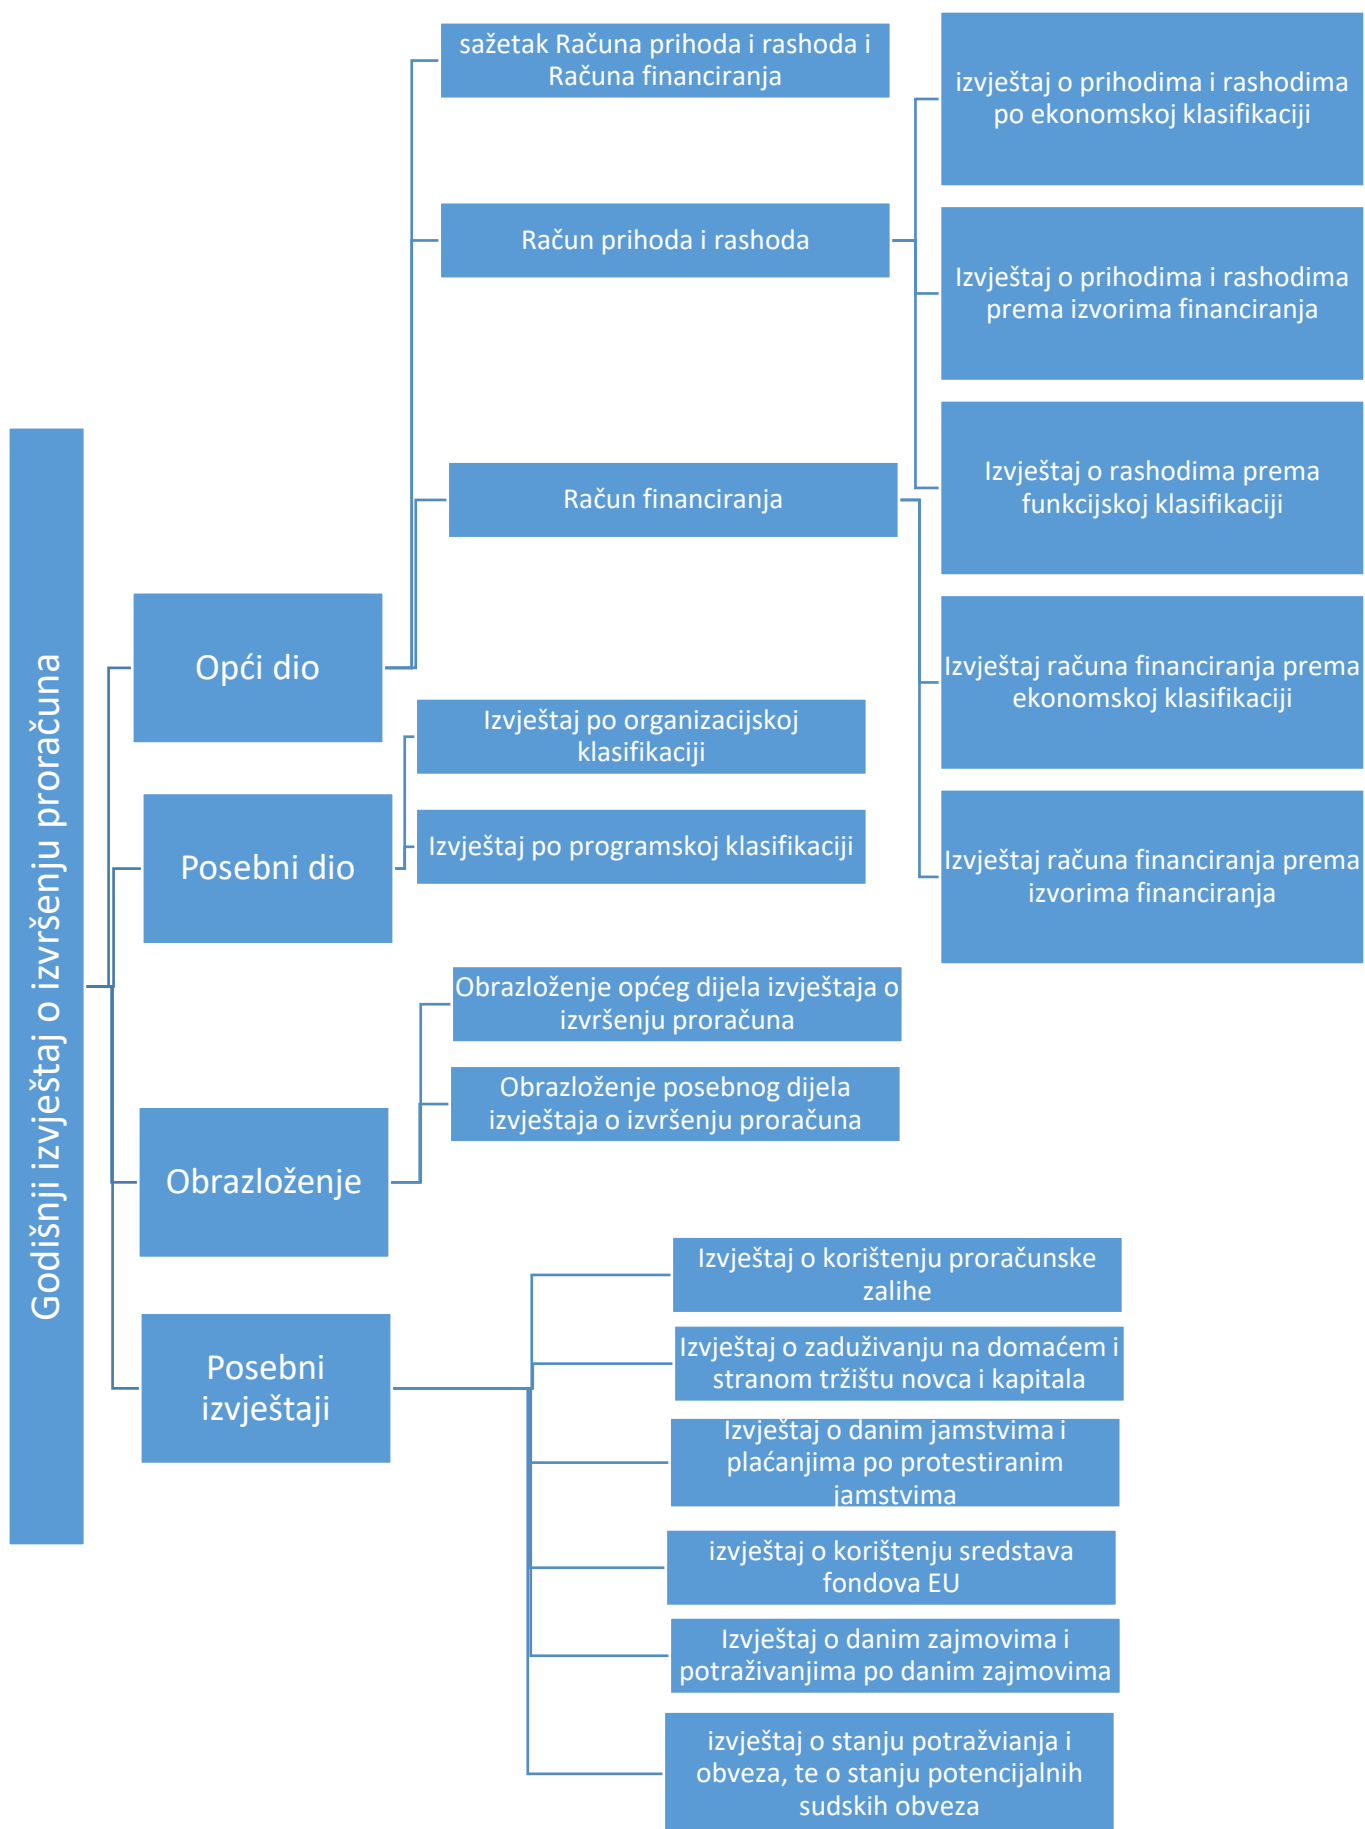 Godišnji izvještaj o izvršenju proračuna
Opći dio
sažetak Računa prihoda i rashoda i
Računa financiranja
Račun prihoda i rashoda
izvještaj o prihodima i rashodima
po ekonomskoj klasifikaciji
Izvještaj o prihodima i rashodima
prema izvorima financiranja
Izvještaj o rashodima prema
funkcijskoj klasifikaciji
Račun financiranja
Izvještaj računa financiranja prema
ekonomskoj klasifikaciji
Izvještaj računa financiranja prema
izvorima financiranja
Posebni dio
Izvještaj po organizacijskoj
klasifikaciji
Izvještaj po programskoj klasifikaciji
Obrazloženje
Obrazloženje općeg dijela izvještaja o
izvršenju proračuna
Obrazloženje posebnog dijela
izvještaja o izvršenju proračuna
Posebni
izvještaji
Izvještaj o korištenju proračunske
zalihe
Izvještaj o zaduživanju na domaćem i
stranom tržištu novca i kapitala
Izvještaj o danim jamstvima i
plaćanjima po protestiranim
jamstvima
izvještaj o korištenju sredstava
fondova EU
Izvještaj o danim zajmovima i
potraživanjima po danim zajmovima
izvještaj o stanju potražvianja i
obveza, te o stanju potencijalnih
sudskih obveza